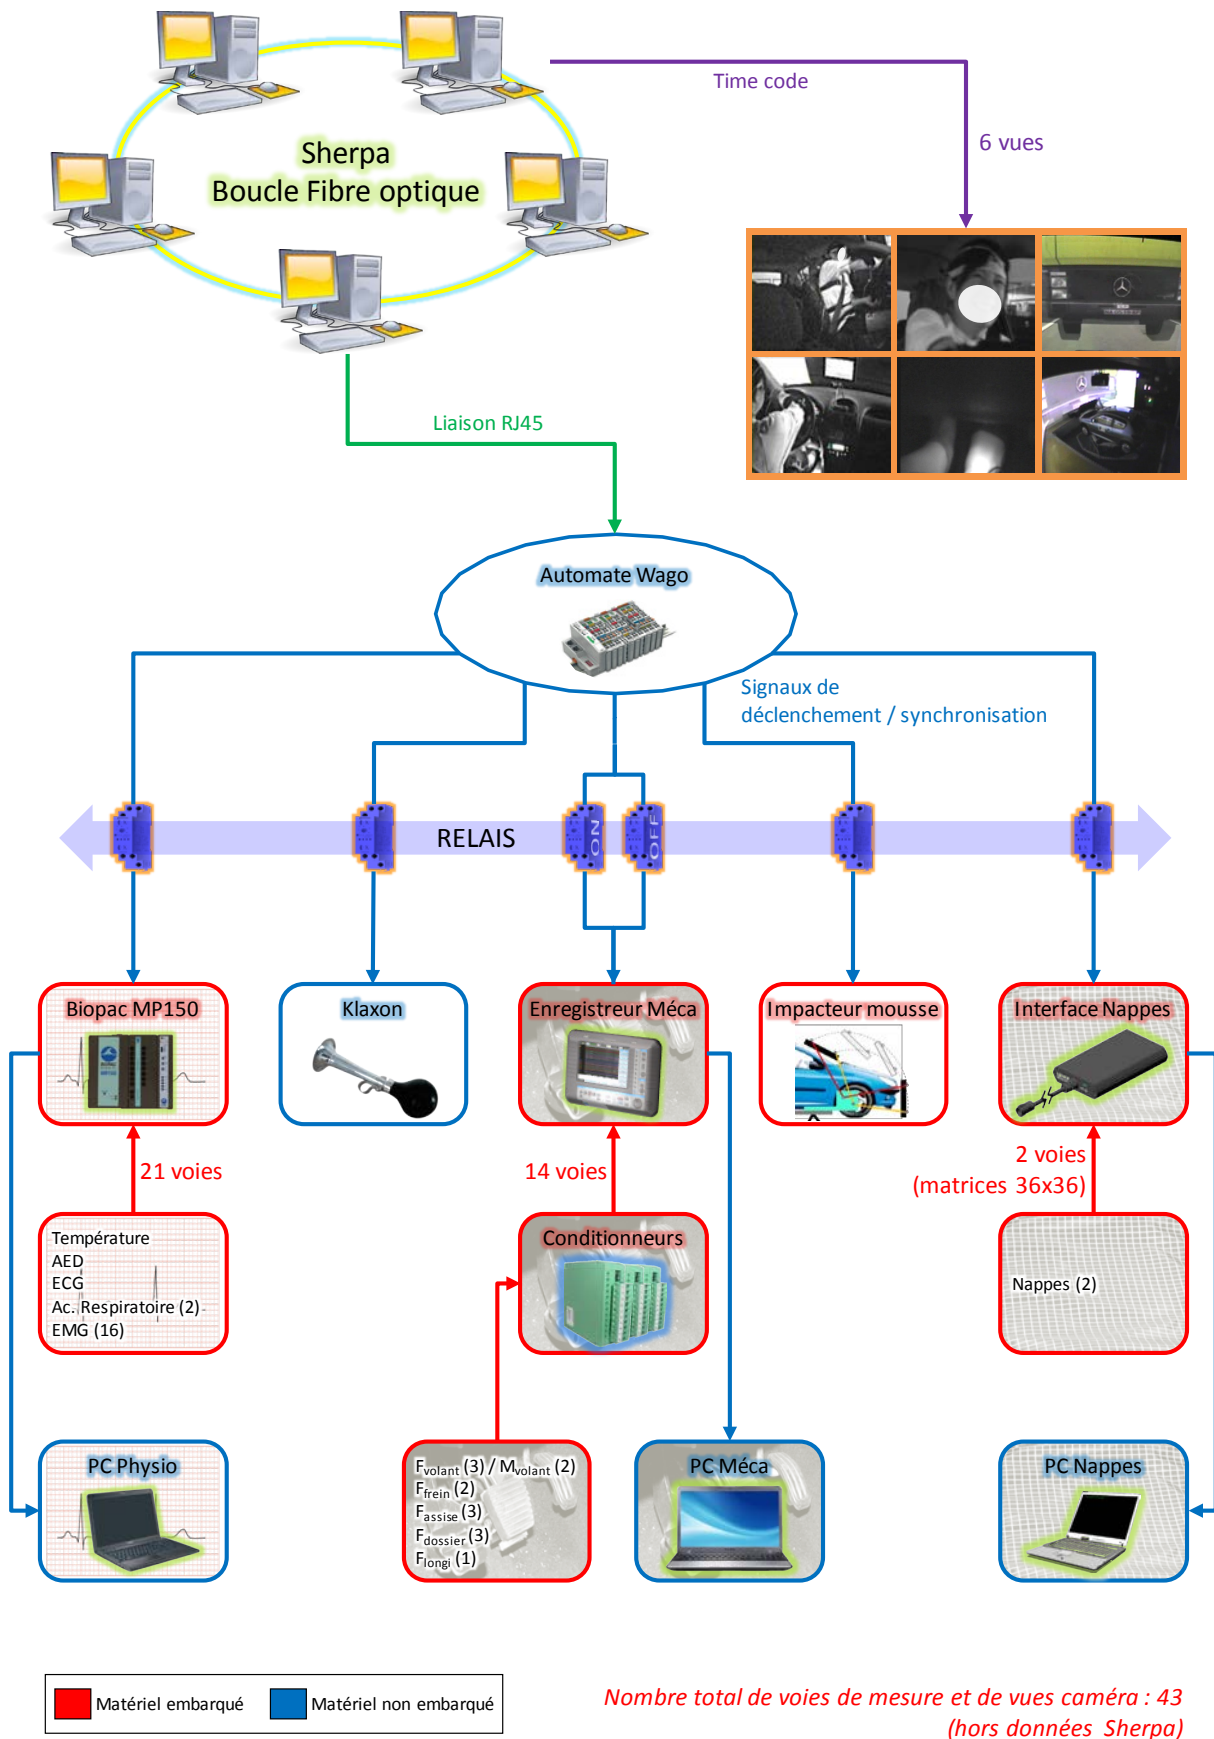 Time code
6 vues
Sherpa
Boucle Fibre optique
Liaison RJ45
Automate Wago
Signaux de
déclenchement / synchronisation
RELAIS
ON
OFF
Biopac MP150
Klaxon
Enregistreur Méca
Impacteur mousse
Interface Nappes
21 voies
14 voies
2 voies
(matrices 36x36)
Température
AED
ECG
Ac. Respiratoire (2)
EMG (16)
Conditionneurs
Nappes (2)
PC Physio
Fvolant (3) / Mvolant (2)
Ffrein (2)
Fassise (3)
Fdossier (3)
Flongi (1)
PC Méca
PC Nappes
Matériel embarqué
Matériel non embarqué
Nombre total de voies de mesure et de vues caméra : 43
(hors données Sherpa)